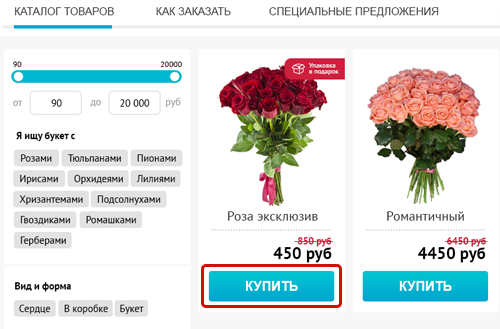 КАТАЛОГ ТОВАРОВ
КАК ЗАКАЗАТЬ
СПЕЦИАЛЬНЫЕ ПРЕДЛОЖЕНИЯ
90
20000
от 90 до 20 000 руб
Я ищу букет с
Розами Тюльпанами Пионами
Ирисами Орхидеями Лилиями
Хризантемами Подсолнухами
Гвоздиками Ромашками
Герберами
Вид и форма
Сердце В коробке Букет
Упаковка
в подарок
Роза эксклюзив
850 руб
450 руб
КУПИТЬ
Романтичный
6450 руб
4450 руб
КУПИТЬ